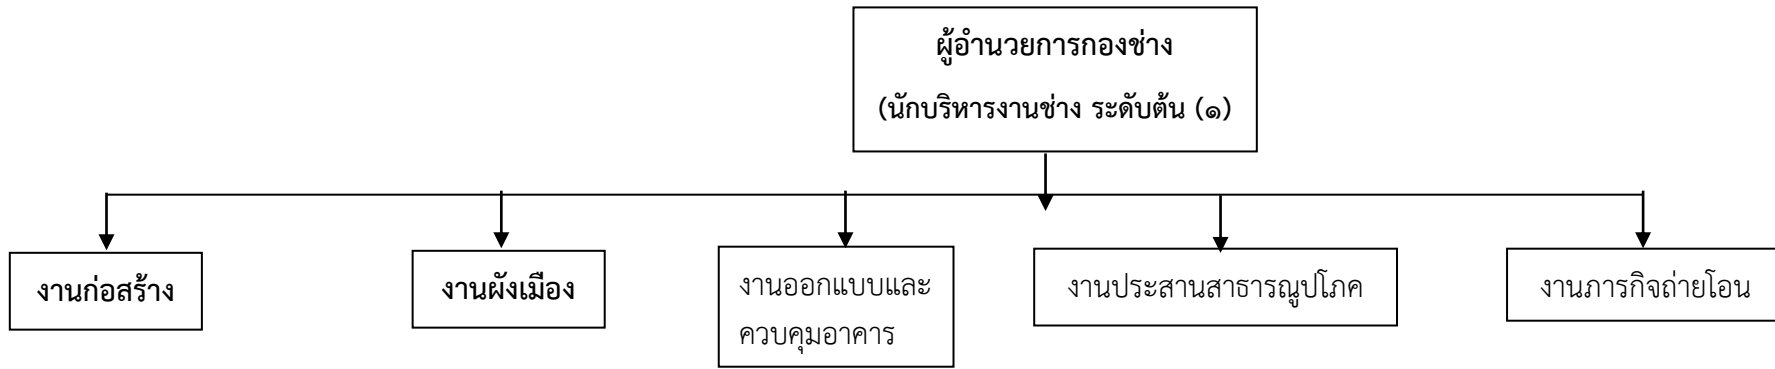 ผู้อำนวยการกองช่าง
(นักบริหารงานช่าง ระดับต้น (๑)
งานก่อสร้าง
งานผังเมือง
งานออกแบบและ
ควบคุมอาคาร
งานประสานสาธารณูปโภค
งานภารกิจถ่ายโอน